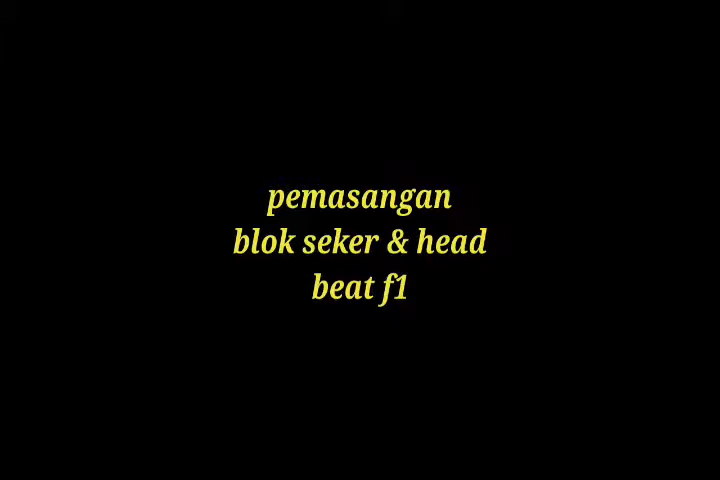 pemasangan
blok seker & head
beat f1